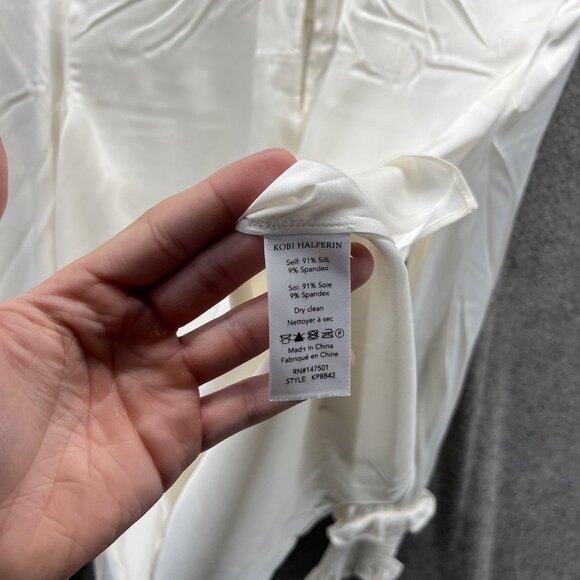 KOBI HALPERIN
Self: 91% Silk
9% Spandex
Soi: 91% Soie
9% Spandex
Dry clean
Nettoyer à sec
Made in China
Fabriqué en Chine
RN#147501
STYLE: KP8B42